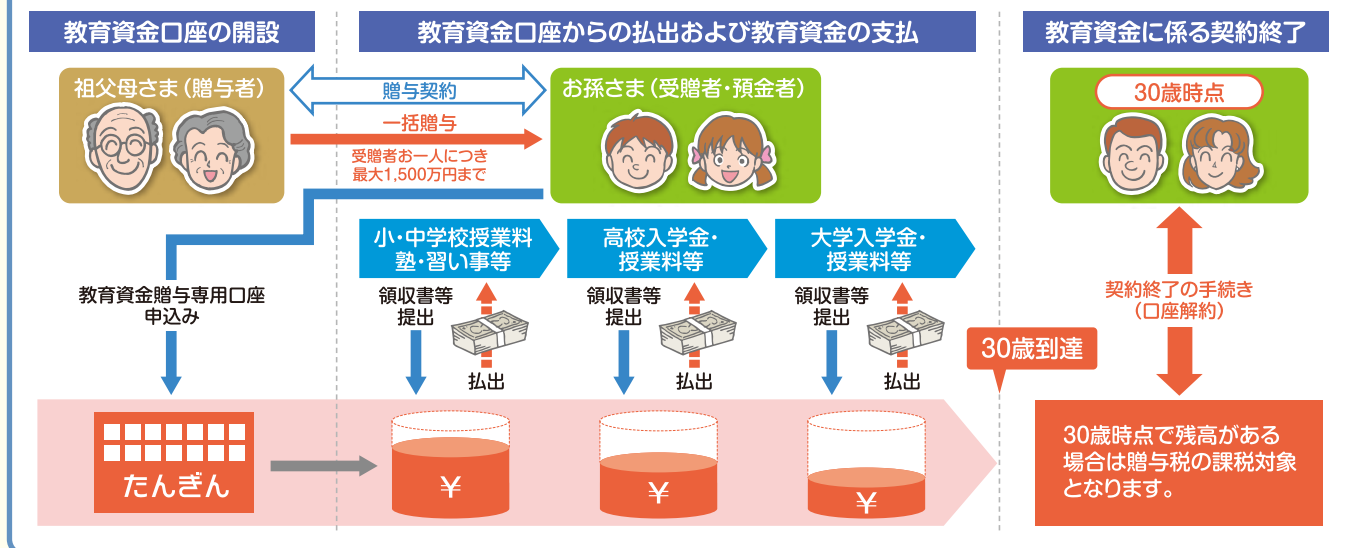 教育資金口座の開設
教育資金口座からの払出および教育資金の支払
教育資金に係る契約終了
祖父母さま(贈与者)
贈与契約
一括贈与
受贈者お一人につき
最大1,500万円まで
お孫さま(受贈者・預金者)
30歳時点
教育資金贈与専用口座
申込み
小・中学校授業料
塾・習い事等
高校入学金・
授業料等
大学入学金・
授業料等
領収書等
提出
払出
領収書等
提出
払出
領収書等
提出
払出
契約終了の手続き
(口座解約)
30歳到達
たんぎん
¥
¥
¥
30歳時点で残高がある
場合は贈与税の課税対象
となります。